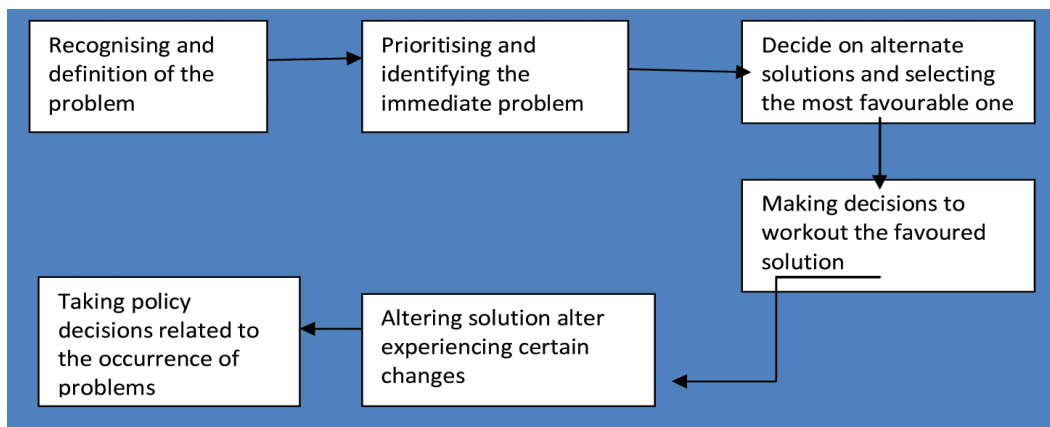 Recognising and
definition of the
problem
Prioritising and
identifying the
immediate problem
Decide on alternate
solutions and selecting
the most favourable one
Making decisions to
workout the favoured
solution
Altering solution alter
experiencing certain
changes
Taking policy
decisions related to
the occurrence of
problems